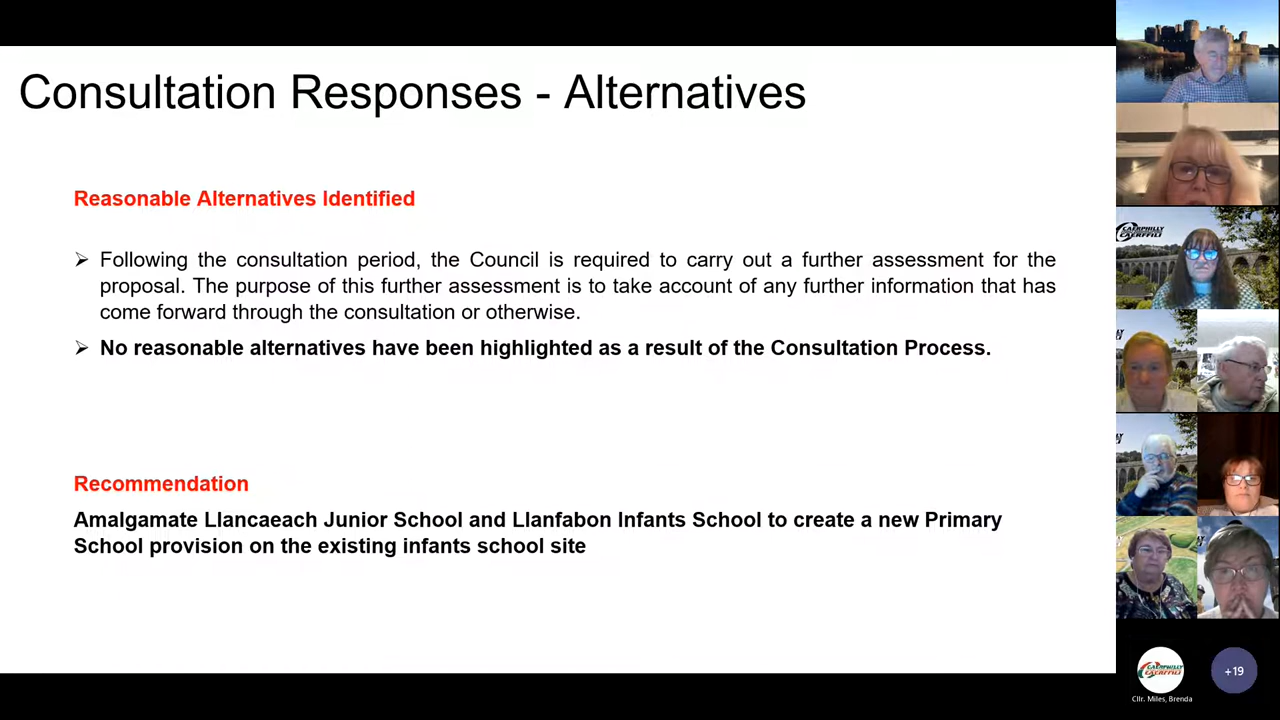 Consultation Responses - Alternatives
Reasonable Alternatives Identified
Following the consultation period, the Council is required to carry out a further assessment for the
proposal. The purpose of this further assessment is to take account of any further information that has
come forward through the consultation or otherwise.
No reasonable alternatives have been highlighted as a result of the Consultation Process.
Recommendation
Amalgamate Llancaeach Junior School and Llanfabon Infants School to create a new Primary
School provision on the existing infants school site
CAERPHILLY
CAERFFILI
CAERPHILLY
CAERFFILI
+19
Cllr. Miles, Brenda